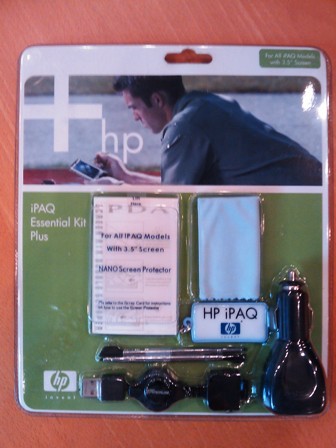 For All iPAQ Models
with 3.5" Screen
hp
iPAQ
Essential Kit
Plus
PDA
For All iPAQ Models
With 3.5" Screen
NANO Screen Protector
HP iPAQ
hp
hp
invent